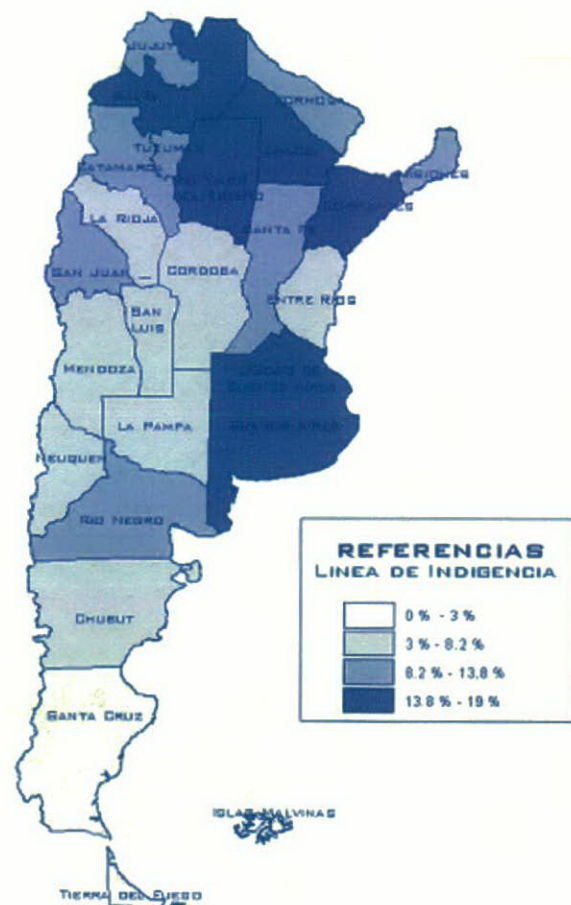 JUJUY
SALTA
FORMOSA
TUCUMAN
CHACO
CATAMARCA
SANTIAGO
DEL ESTERO
MISIONES
CORRIENTES
LA RIOJA
SANTA FE
SAN JUAN
CORDOBA
ENTRE RIOS
SAN
LUIS
MENDOZA
CIUDAD DE
BUENOS AIRES
LA PAMPA
BUENOS AIRES
NEUQUEN
RIO NEGRO
REFERENCIAS
LINEA DE INDIGENCIA
0 % - 3 %
3 % - 8.2 %
8.2 % - 13.8 %
13.8 % - 19 %
CHUBUT
SANTA CRUZ
ISLAS MALVINAS
TIERRA DEL FUEGO